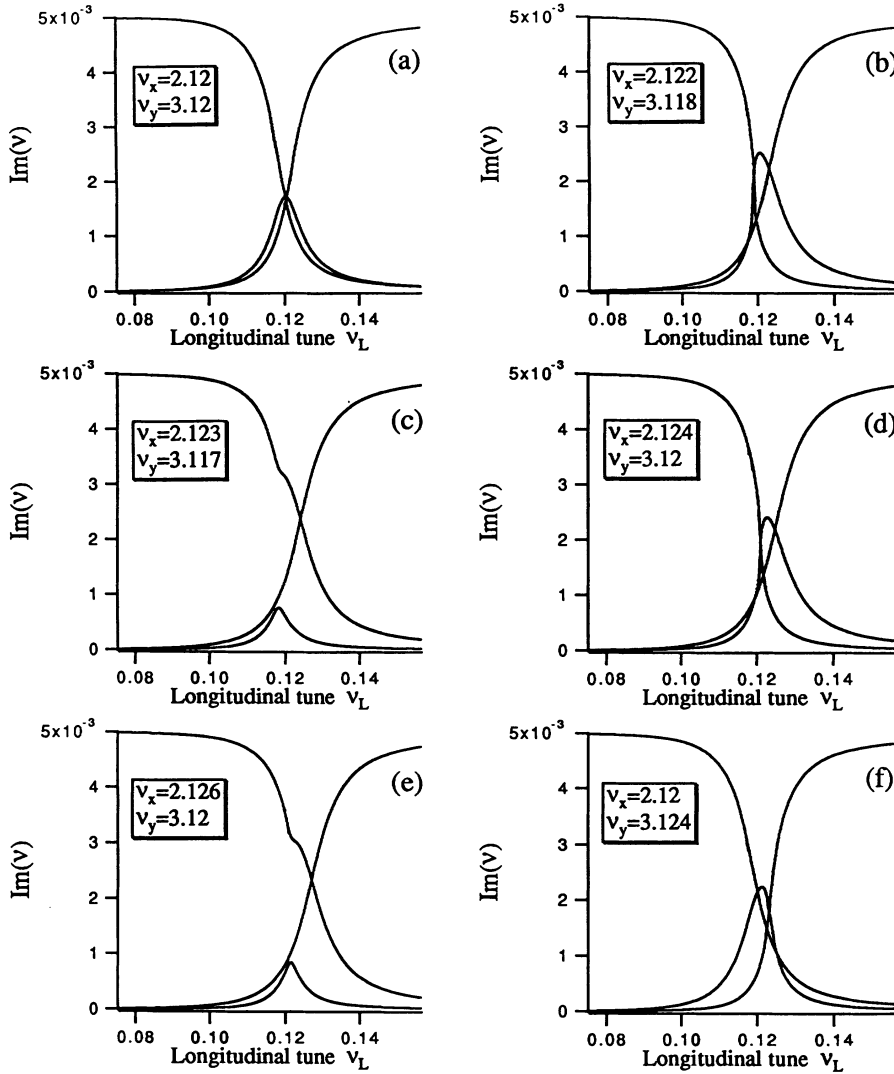 5x10⁻³
4
3
2
1
0
Im(ν)
νx=2.12
νy=3.12
(a)
0.08 0.10 0.12 0.14
Longitudinal tune νL
5x10⁻³
4
3
2
1
0
Im(ν)
νx=2.122
νy=3.118
(b)
0.08 0.10 0.12 0.14
Longitudinal tune νL
5x10⁻³
4
3
2
1
0
Im(ν)
νx=2.123
νy=3.117
(c)
0.08 0.10 0.12 0.14
Longitudinal tune νL
5x10⁻³
4
3
2
1
0
Im(ν)
νx=2.124
νy=3.12
(d)
0.08 0.10 0.12 0.14
Longitudinal tune νL
5x10⁻³
4
3
2
1
0
Im(ν)
νx=2.126
νy=3.12
(e)
0.08 0.10 0.12 0.14
Longitudinal tune νL
5x10⁻³
4
3
2
1
0
Im(ν)
νx=2.12
νy=3.124
(f)
0.08 0.10 0.12 0.14
Longitudinal tune νL